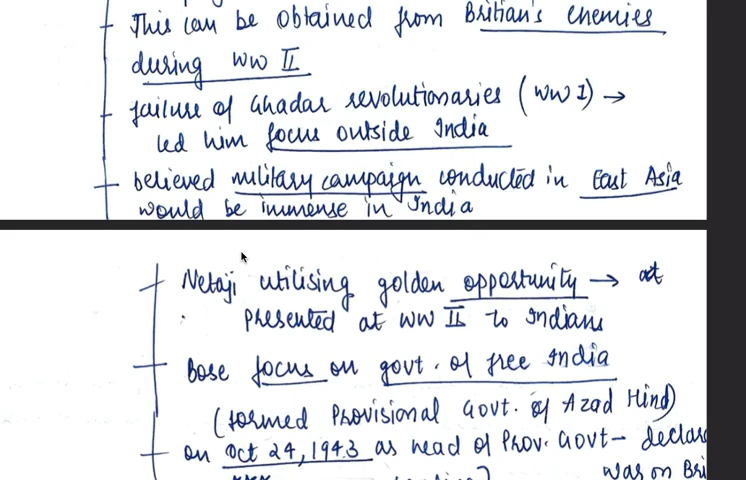 This can be obtained from Britian's enemies
during WW II
failure of Ghadar revolutionaries (WW I) →
led him focus outside India
believed military campaign conducted in East Asia
would be immense in India
Netaji utilising golden opportunity →
presented at WW II to Indians
Bose focus on govt. of free India
(formed Provisional Govt. of Azad Hind)
on Oct 24, 1943 as head of Prov. Govt - declar
was on Bri